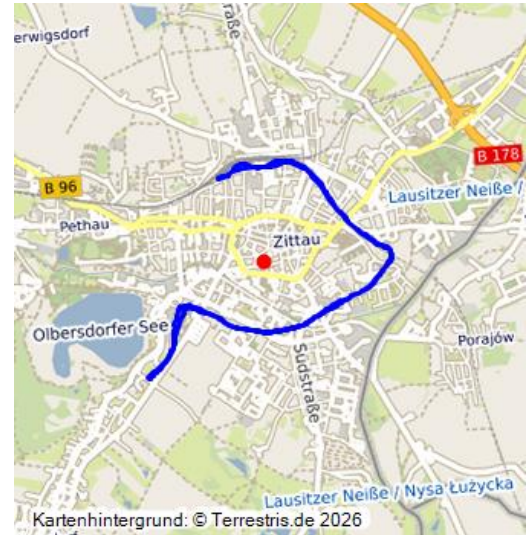 erwigsdorf
straße
B 178
B 96
Lausitzer Neiße /
Pethau
Zittau
Olbersdorfer See
Porajów
Südstraße
Lausitzer Neiße / Nysa Łużycka
Kartenhintergrund: © Terrestris.de 2026